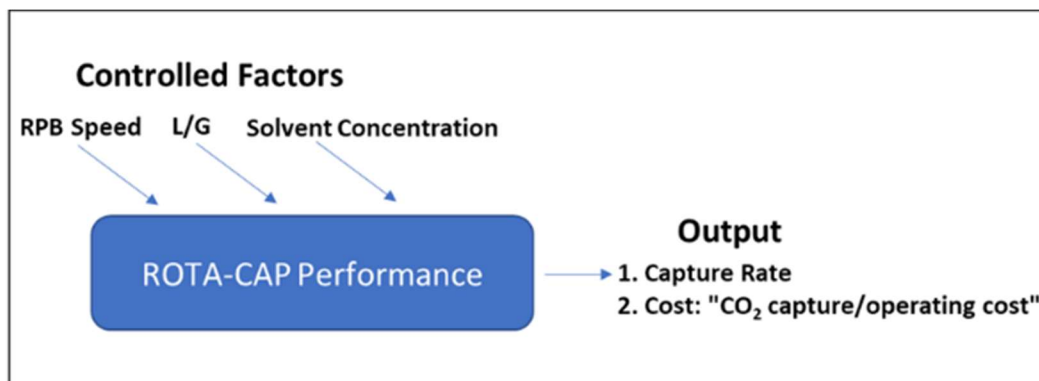 Controlled Factors
RPB Speed L/G Solvent Concentration
ROTA-CAP Performance
Output
1. Capture Rate
2. Cost: "CO₂ capture/operating cost"